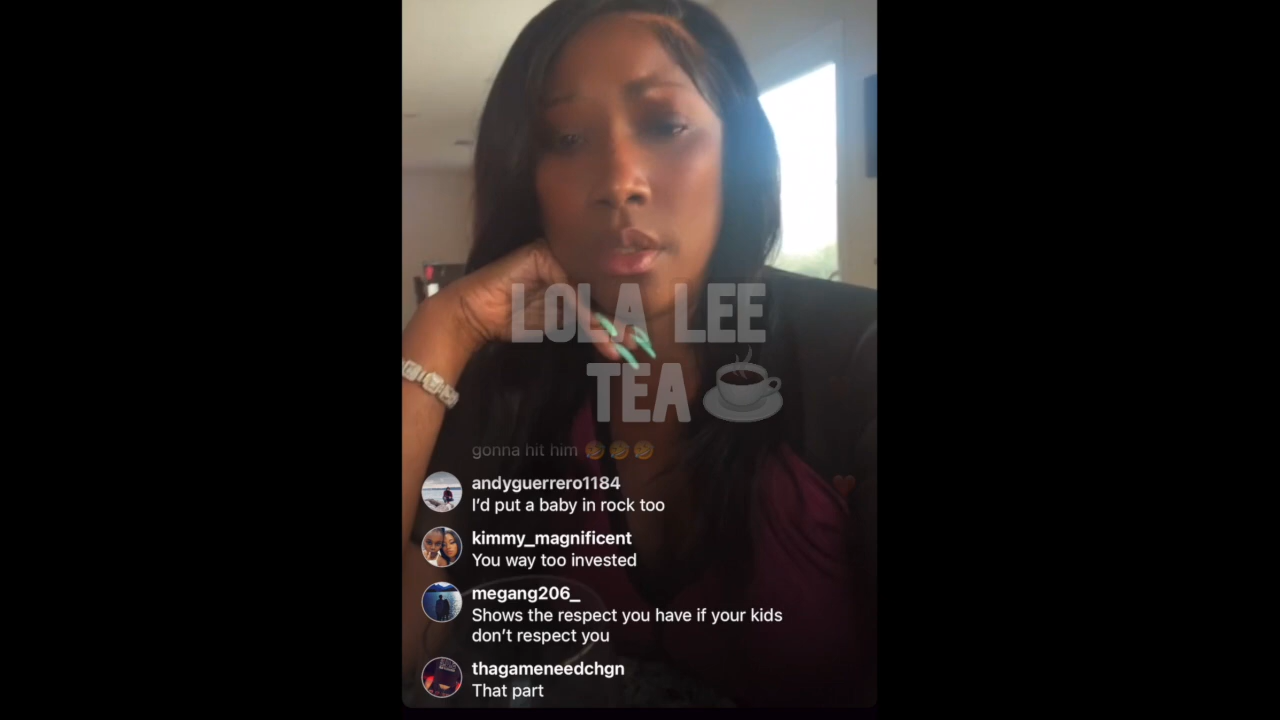 LOLA LEE
TEA
gonna hit him 🤣🤣🤣
andyguerrero1184
I'd put a baby in rock too
kimmy_magnificent
You way too invested
megang206_
Shows the respect you have if your kids
don't respect you
thagameneedchgn
That part